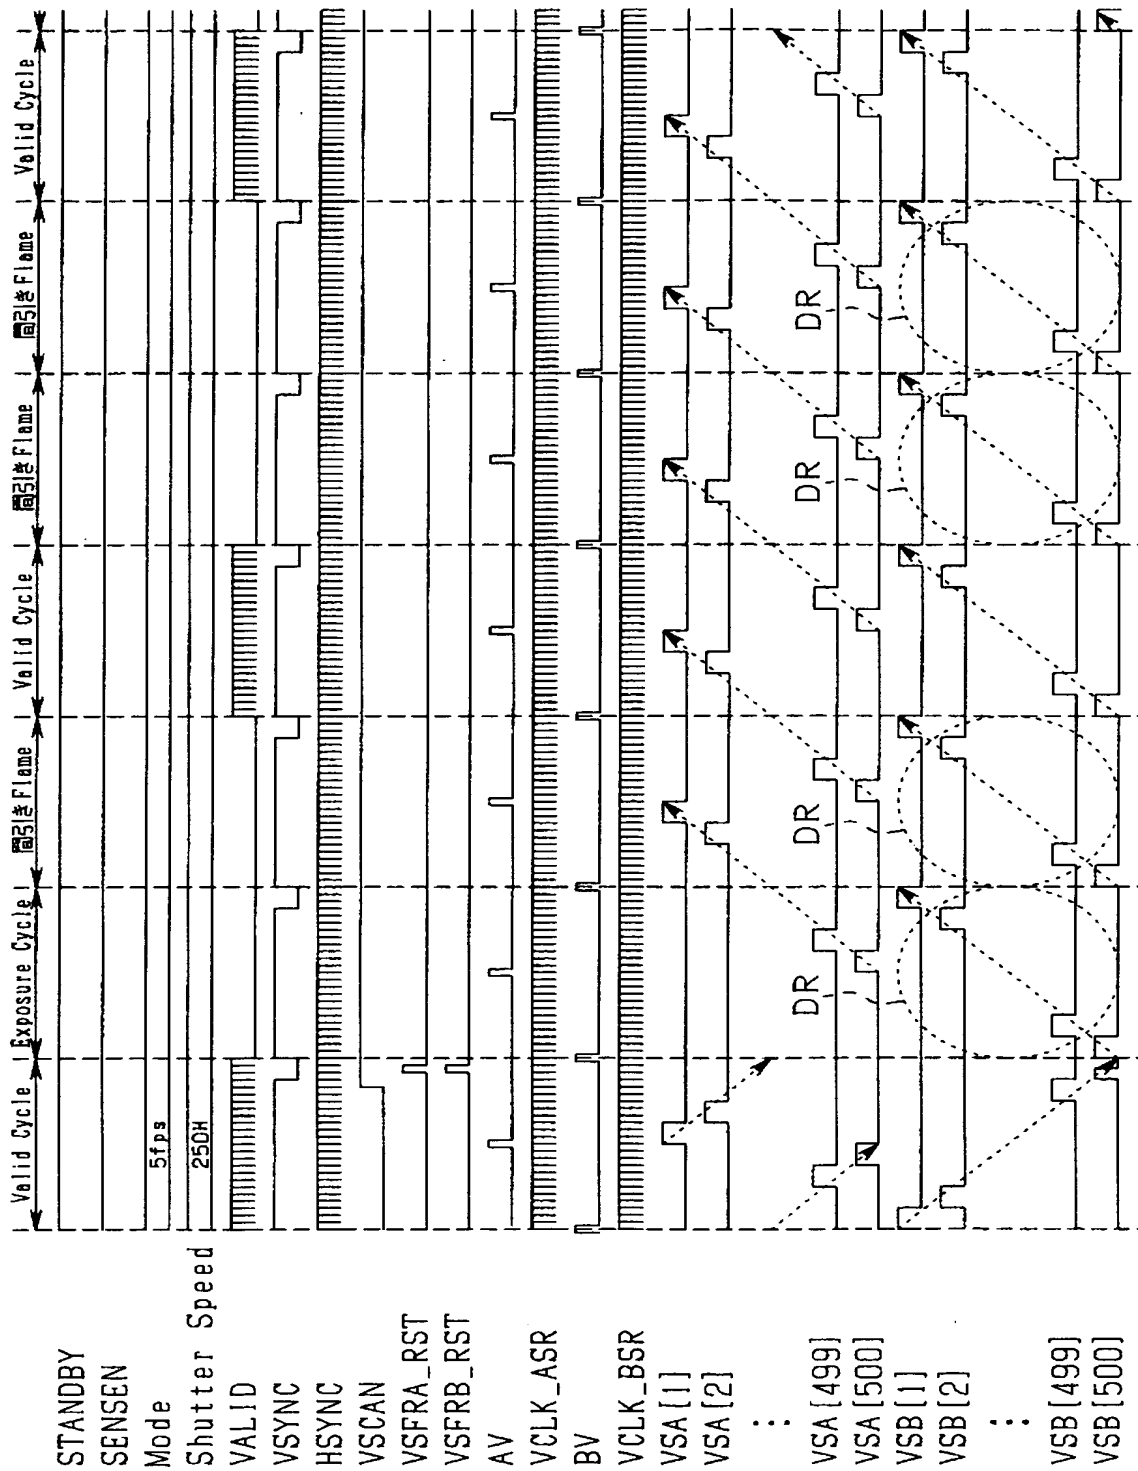 Valid Cycle
Exposure Cycle
間引きFlame
Valid Cycle
間引きFlame
間引きFlame
Valid Cycle
STANDBY
SENSEN
Mode
5fps
Shutter Speed
250H
VALID
VSYNC
HSYNC
VSCAN
VSFRA_RST
VSFRB_RST
AV
VCLK_ASR
BV
VCLK_BSR
VSA[1]
VSA[2]
VSA[499]
VSA[500]
DR
DR
DR
DR
VSB[1]
VSB[2]
VSB[499]
VSB[500]